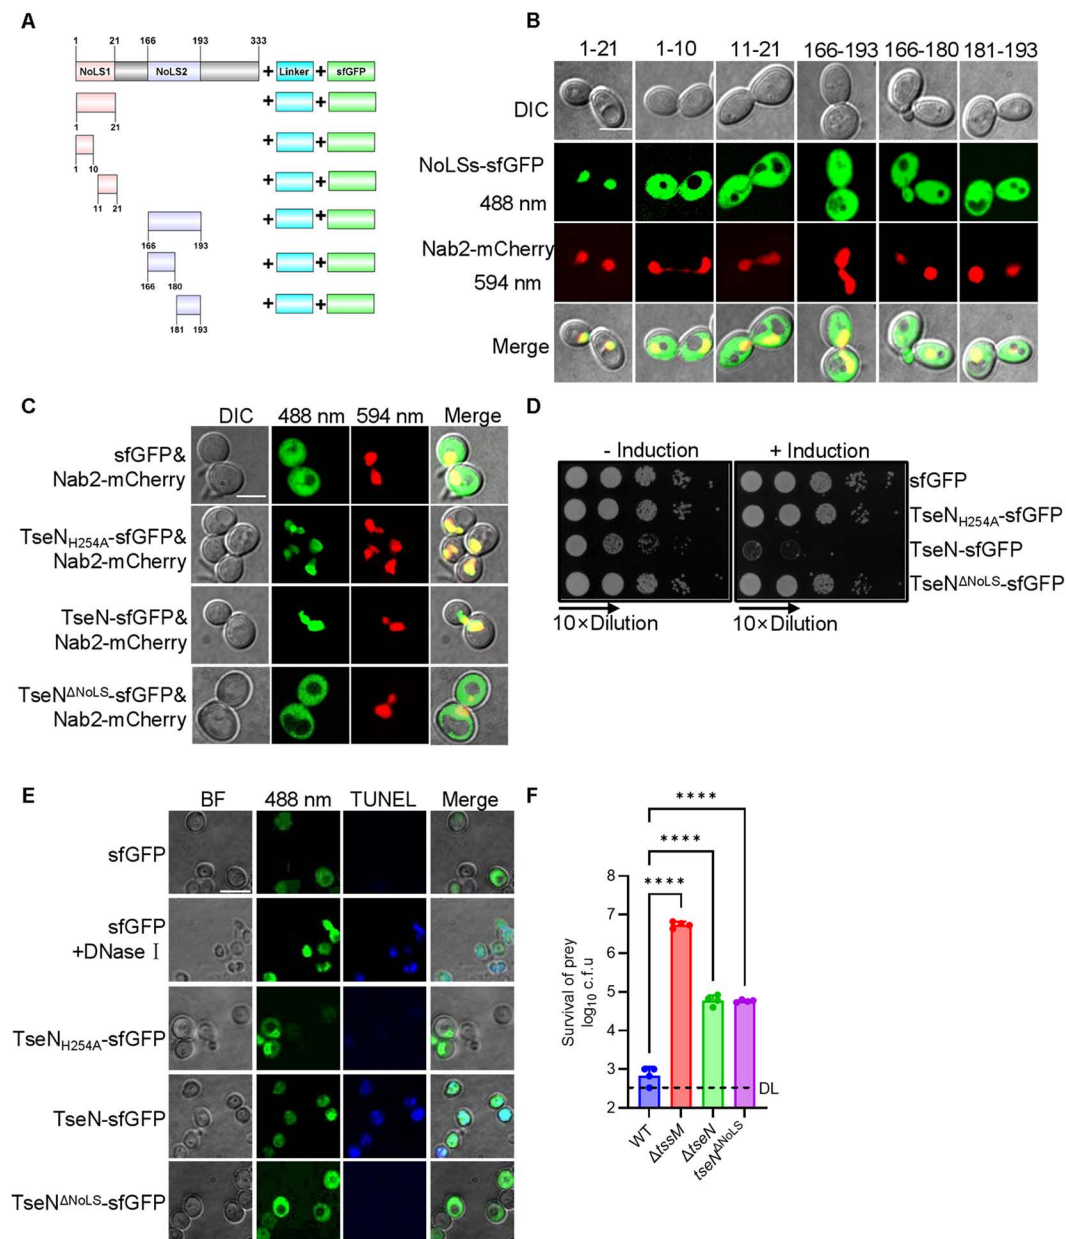 A
1 21 166 193 333
NoLS1 NoLS2 + Linker + sfGFP
+ +
1 21
+ +
1 10
+ +
11 21
+ +
166 193
+ +
166 180
+ +
181 193
B
1-21 1-10 11-21 166-193 166-180 181-193
DIC
NoLSs-sfGFP
488 nm
Nab2-mCherry
594 nm
Merge
C
DIC 488 nm 594 nm Merge
sfGFP&
Nab2-mCherry
TseNH254A-sfGFP&
Nab2-mCherry
TseN-sfGFP&
Nab2-mCherry
TseNΔNoLS-sfGFP&
Nab2-mCherry
D
- Induction + Induction
sfGFP
TseNH254A-sfGFP
TseN-sfGFP
TseNΔNoLS-sfGFP
10×Dilution 10×Dilution
E
BF 488 nm TUNEL Merge
sfGFP
sfGFP
+DNase I
TseNH254A-sfGFP
TseN-sfGFP
TseNΔNoLS-sfGFP
F
****
****
****
8
7
6
5
4
3
2
Survival of prey
log10 c.f.u
DL
WT ΔtssM ΔtseN tseNΔNoLS